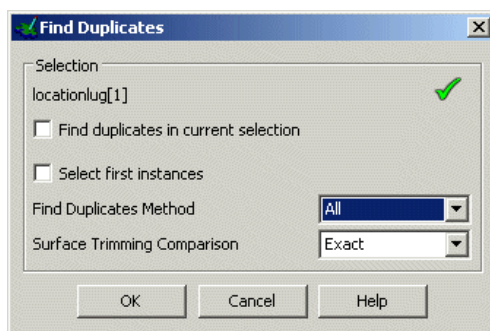 Find Duplicates
Selection
locationlug[1]
Find duplicates in current selection
Select first instances
Find Duplicates Method All
Surface Trimming Comparison Exact
OK Cancel Help